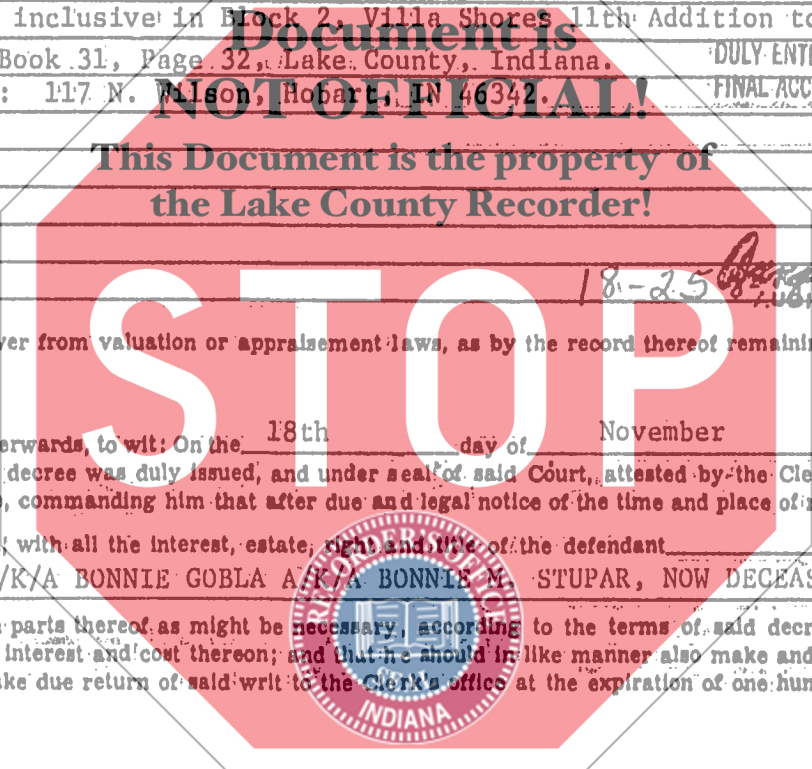 inclusive in Block 2, Villa Shores 11th Addition to
Document is
Book 31, Page 32, Lake County, Indiana.
DULY ENT
: 117 N. Wilson, Hobart, IN 46342.
FINAL ACC
NOT OFFICIAL!
This Document is the property of
the Lake County Recorder!
18-25
STOP
ver from valuation or appraisement laws, as by the record thereof remainin
erwards, to wit: On the 18th day of November
decree was duly issued, and under seal of said Court, attested by the Cle
, commanding him that after due and legal notice of the time and place of
, with all the interest, estate, right and title of the defendant
/K/A BONNIE GOBLA A/K/A BONNIE M. STUPAR, NOW DECEAS
parts thereof as might be necessary, according to the terms of said decr
interest and cost thereon; and that he should in like manner also make and
ke due return of said writ to the Clerk's office at the expiration of one hun
RECORDER'S OFFICE
SEAL
INDIANA